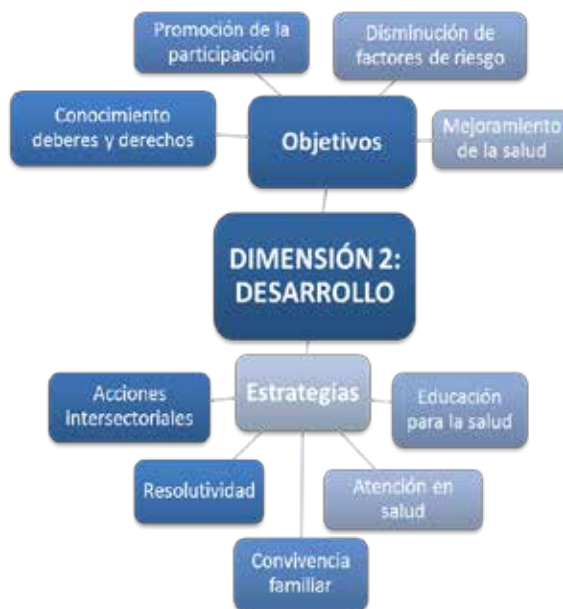 Promoción de la
participación
Disminución de
factores de riesgo
Conocimiento
deberes y derechos
Objetivos
Mejoramiento
de la salud
DIMENSIÓN 2:
DESARROLLO
Acciones
intersectoriales
Estrategias
Educación
para la salud
Resolutividad
Atención en
salud
Convivencia
familiar